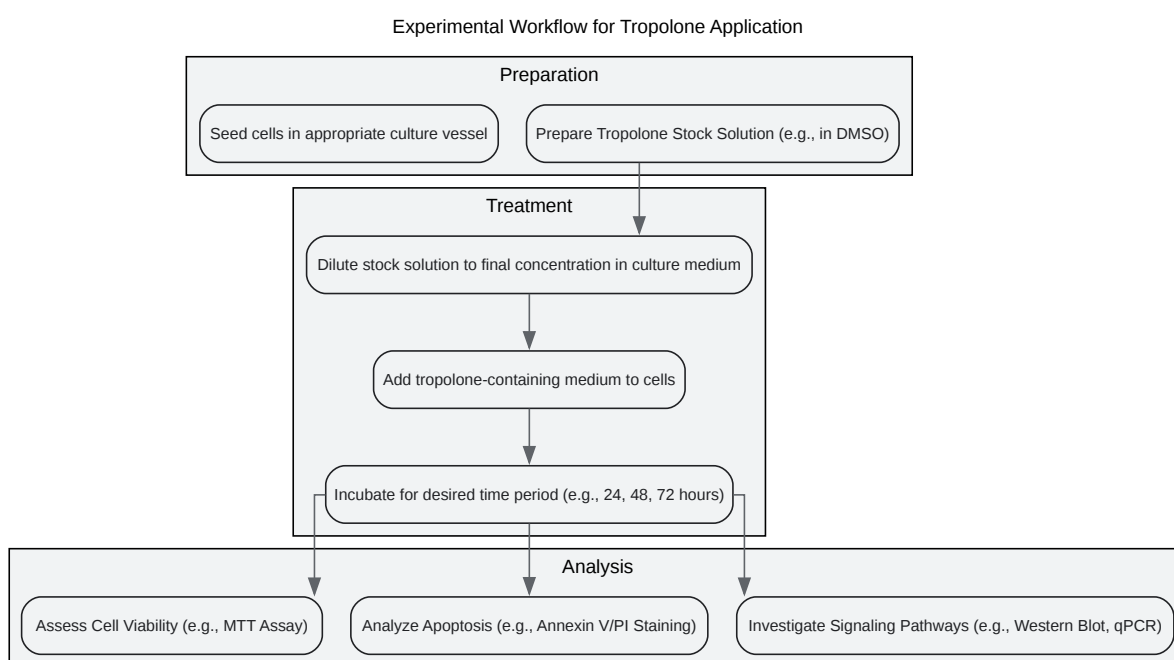 Experimental Workflow for Tropolone Application
Preparation
Seed cells in appropriate culture vessel
Prepare Tropolone Stock Solution (e.g., in DMSO)
Treatment
Dilute stock solution to final concentration in culture medium
Add tropolone-containing medium to cells
Incubate for desired time period (e.g., 24, 48, 72 hours)
Analysis
Assess Cell Viability (e.g., MTT Assay)
Analyze Apoptosis (e.g., Annexin V/PI Staining)
Investigate Signaling Pathways (e.g., Western Blot, qPCR)